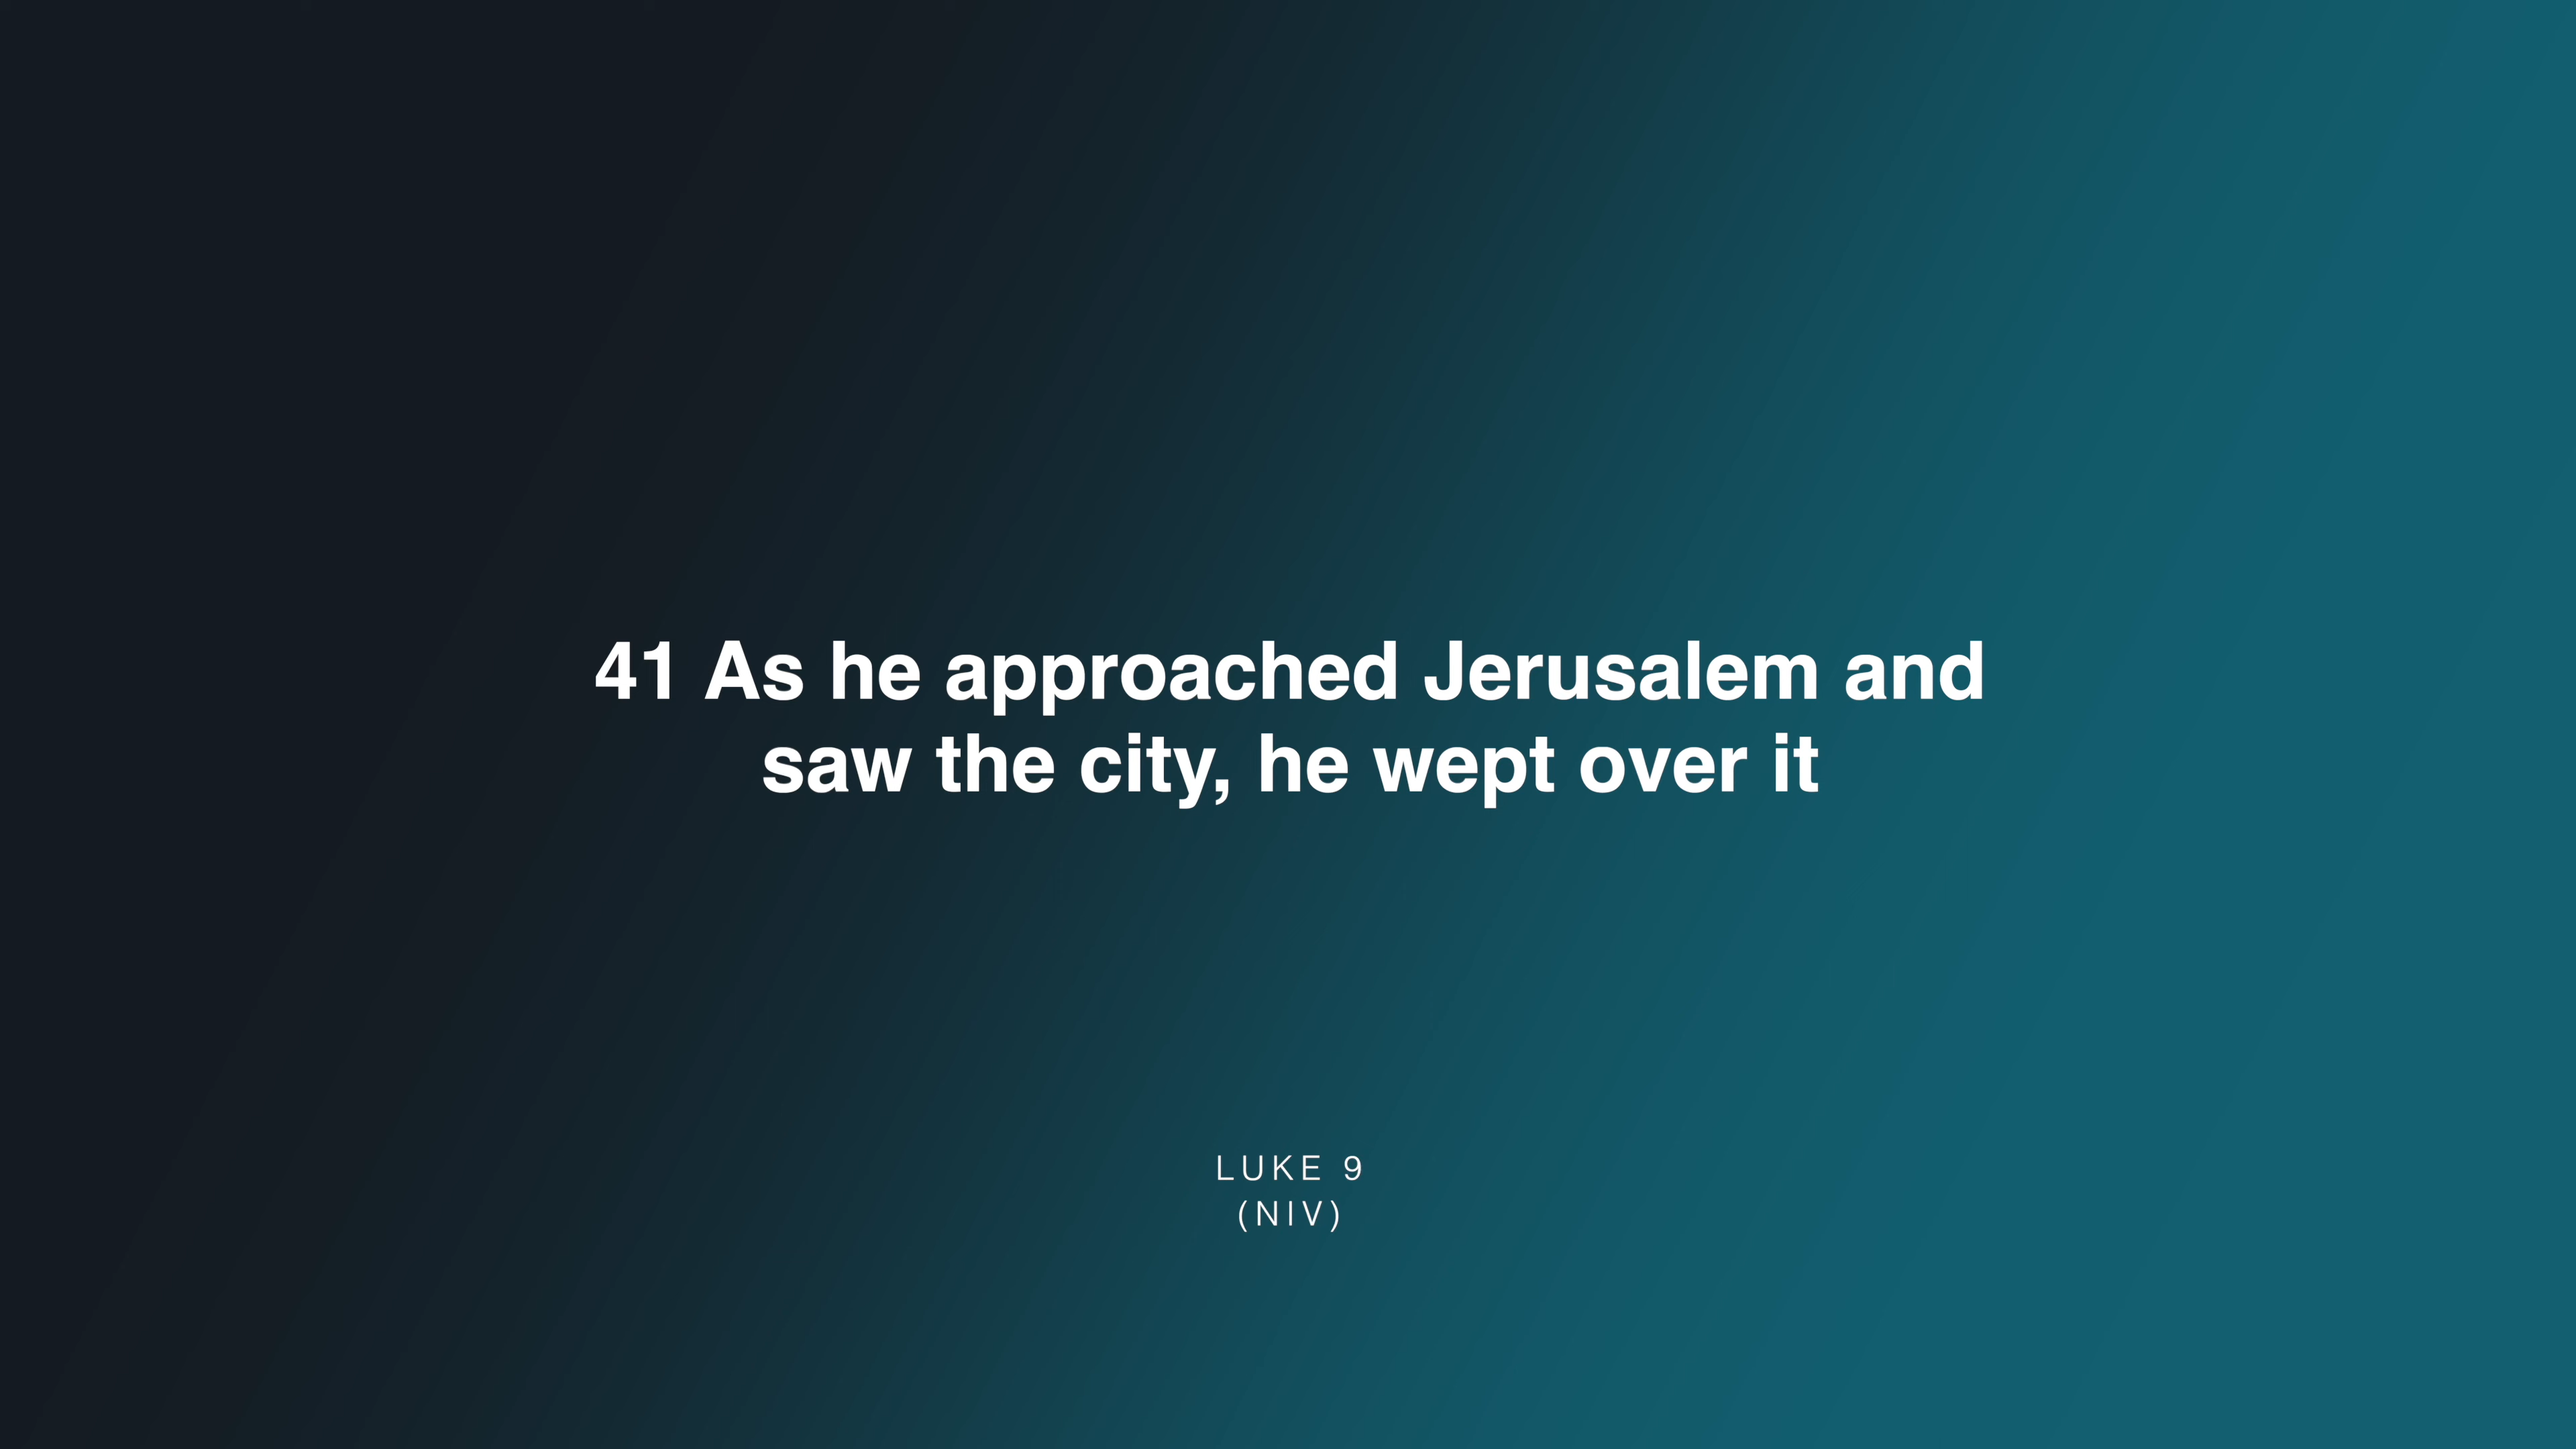 41 As he approached Jerusalem and
saw the city, he wept over it
LUKE 9
(NIV)